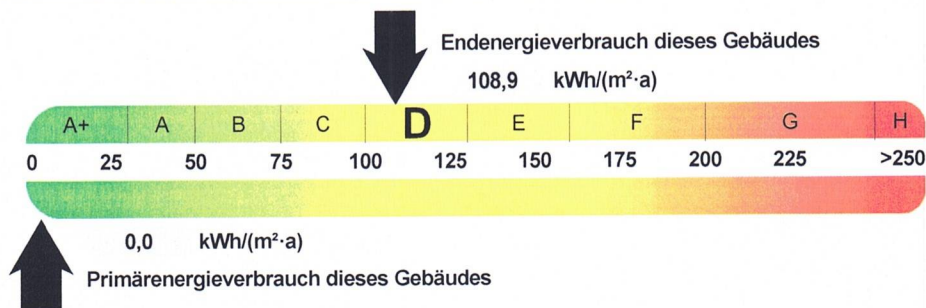 Endenergieverbrauch dieses Gebäudes
108,9 kWh/(m²·a)
A+ A B C D E F G H
0 25 50 75 100 125 150 175 200 225 >250
0,0 kWh/(m²·a)
Primärenergieverbrauch dieses Gebäudes